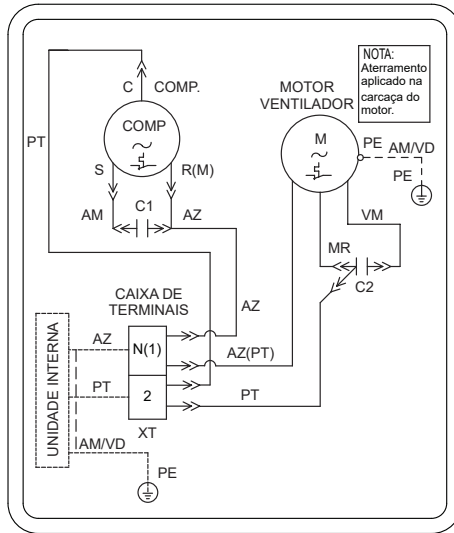 NOTA:
Aterramento
aplicado na
carcaça do
motor.
C COMP.
MOTOR
VENTILADOR
COMP
M
PT
PE
AM/VD
S
R(M)
PE
AM
C1
AZ
VM
MR
C2
CAIXA DE
TERMINAIS
AZ
UNIDADE INTERNA
AZ
N(1)
AZ(PT)
PT
2
PT
XT
AM/VD
PE